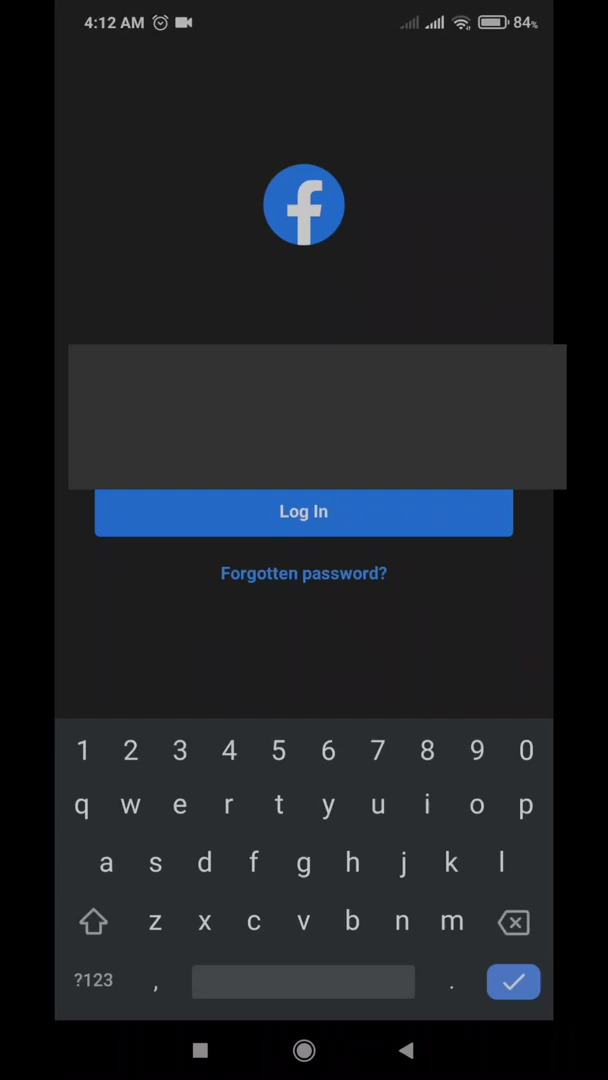 4:12 AM 84%
f
Log In
Forgotten password?
1 2 3 4 5 6 7 8 9 0
q w e r t y u i o p
a s d f g h j k l
z x c v b n m
?123 , .